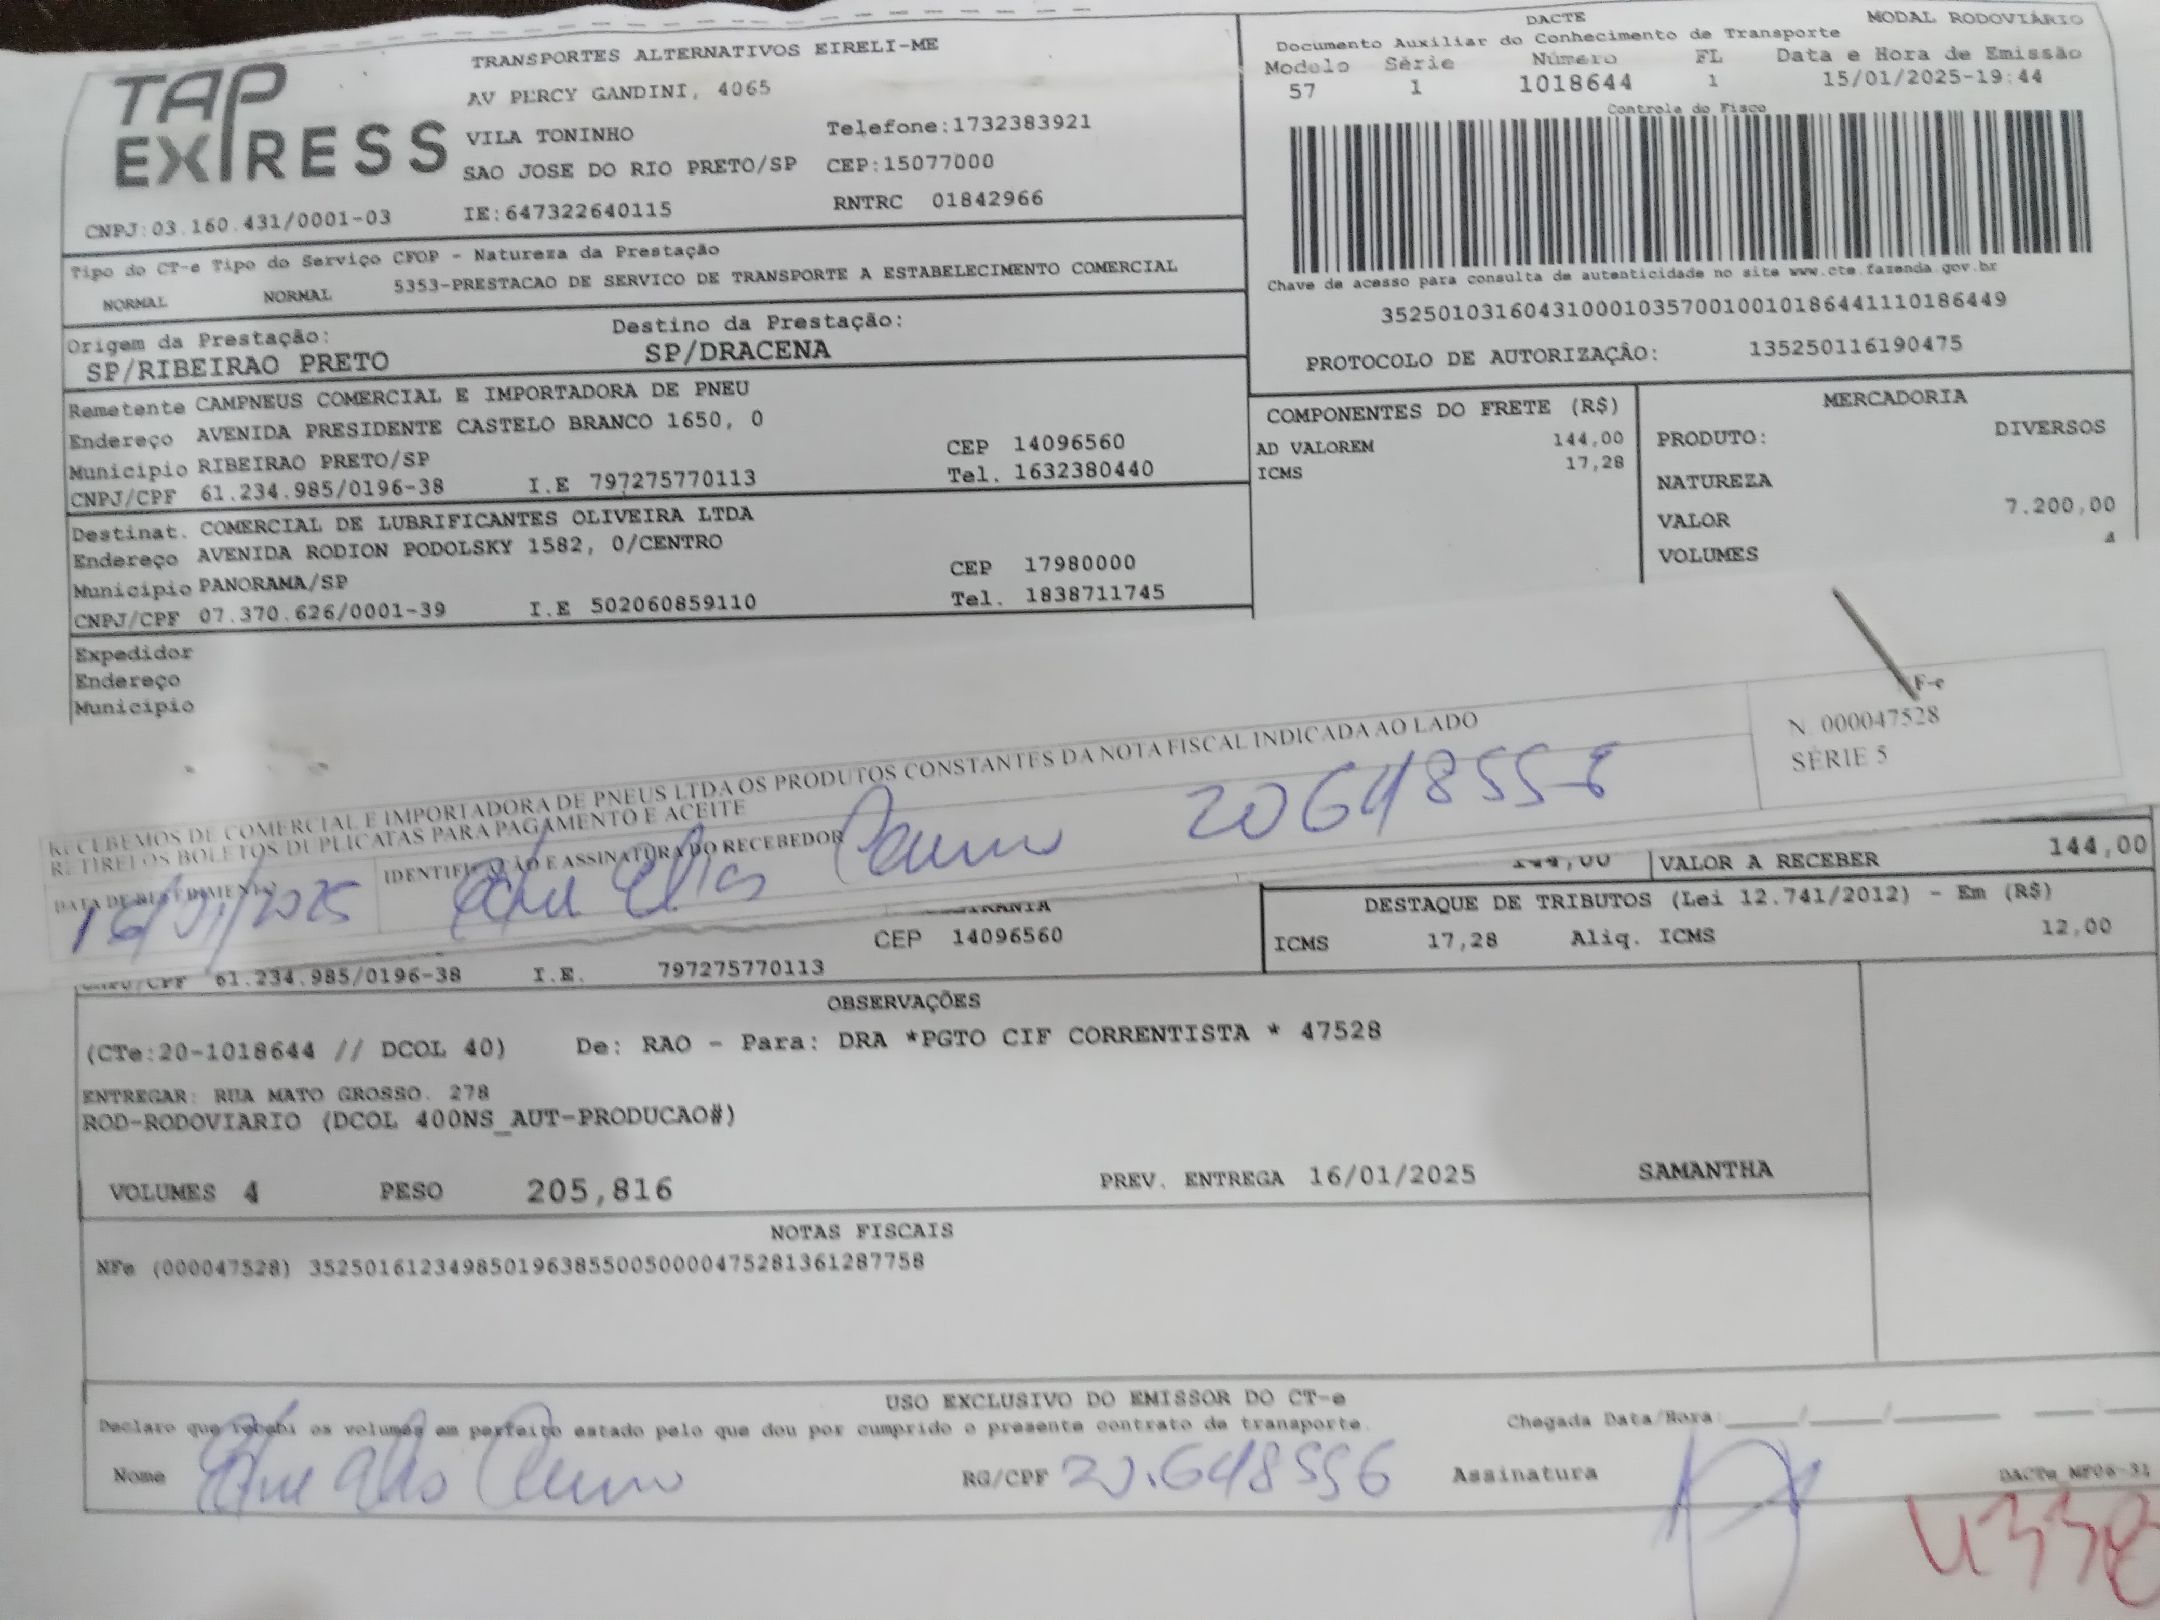 TAP EXPRESS
TRANSPORTES ALTERNATIVOS EIRELI-ME
AV PERCY GANDINI, 4065
VILA TONINHO Telefone:1732383921
SAO JOSE DO RIO PRETO/SP CEP:15077000
CNPJ:03.160.431/0001-03 IE:647322640115 RNTRC 01842966
DACTE MODAL RODOVIÁRIO
Documento Auxiliar do Conhecimento de Transporte
Modelo Série Número FL Data e Hora de Emissão
57 1 1018644 1 15/01/2025-19:44
Controle do Fisco
Chave de acesso para consulta de autenticidade no site www.cte.fazenda.gov.br
35250103160431000103570010010186441110186449
PROTOCOLO DE AUTORIZAÇÃO: 135250116190475
Tipo do CT-e Tipo do Serviço CFOP - Natureza da Prestação
NORMAL NORMAL 5353-PRESTACAO DE SERVICO DE TRANSPORTE A ESTABELECIMENTO COMERCIAL
Origem da Prestação: Destino da Prestação:
SP/RIBEIRAO PRETO SP/DRACENA
Remetente CAMPNEUS COMERCIAL E IMPORTADORA DE PNEU
Endereço AVENIDA PRESIDENTE CASTELO BRANCO 1650, 0
Município RIBEIRAO PRETO/SP CEP 14096560
CNPJ/CPF 61.234.985/0196-38 I.E 797275770113 Tel. 1632380440
Destinat. COMERCIAL DE LUBRIFICANTES OLIVEIRA LTDA
Endereço AVENIDA RODION PODOLSKY 1582, 0/CENTRO
Município PANORAMA/SP CEP 17980000
CNPJ/CPF 07.370.626/0001-39 I.E 502060859110 Tel. 1838711745
Expedidor
Endereço
Município
COMPONENTES DO FRETE (R$)
AD VALOREM 144,00
ICMS 17,28
MERCADORIA
PRODUTO: DIVERSOS
NATUREZA
VALOR 7.200,00
VOLUMES 4
RECEBEMOS DE COMERCIAL E IMPORTADORA DE PNEUS LTDA OS PRODUTOS CONSTANTES DA NOTA FISCAL INDICADA AO LADO
RETIREI OS BOLETOS DUPLICATAS PARA PAGAMENTO E ACEITE
DATA DE RECEBIMENTO IDENTIFICAÇÃO E ASSINATURA DO RECEBEDOR
16/01/2025 20648556
F-e
N. 000047528
SÉRIE 5
144,00 VALOR A RECEBER 144,00
DESTAQUE DE TRIBUTOS (Lei 12.741/2012) - Em (R$)
ICMS 17,28 Aliq. ICMS 12,00
CEP 14096560
CNPJ/CPF 61.234.985/0196-38 I.E. 797275770113
OBSERVAÇÕES
(CTe:20-1018644 // DCOL 40) De: RAO - Para: DRA *PGTO CIF CORRENTISTA * 47528
ENTREGAR: RUA MATO GROSSO. 278
ROD-RODOVIARIO (DCOL 400NS_AUT-PRODUCAO#)
VOLUMES 4 PESO 205,816 PREV. ENTREGA 16/01/2025 SAMANTHA
NOTAS FISCAIS
NFe (000047528) 35250161234985019638550050000475281361287758
USO EXCLUSIVO DO EMISSOR DO CT-e
Declaro que recebi os volumes em perfeito estado pelo que dou por cumprido o presente contrato de transporte.
Chegada Data/Hora:
Nome RG/CPF 20.648556 Assinatura